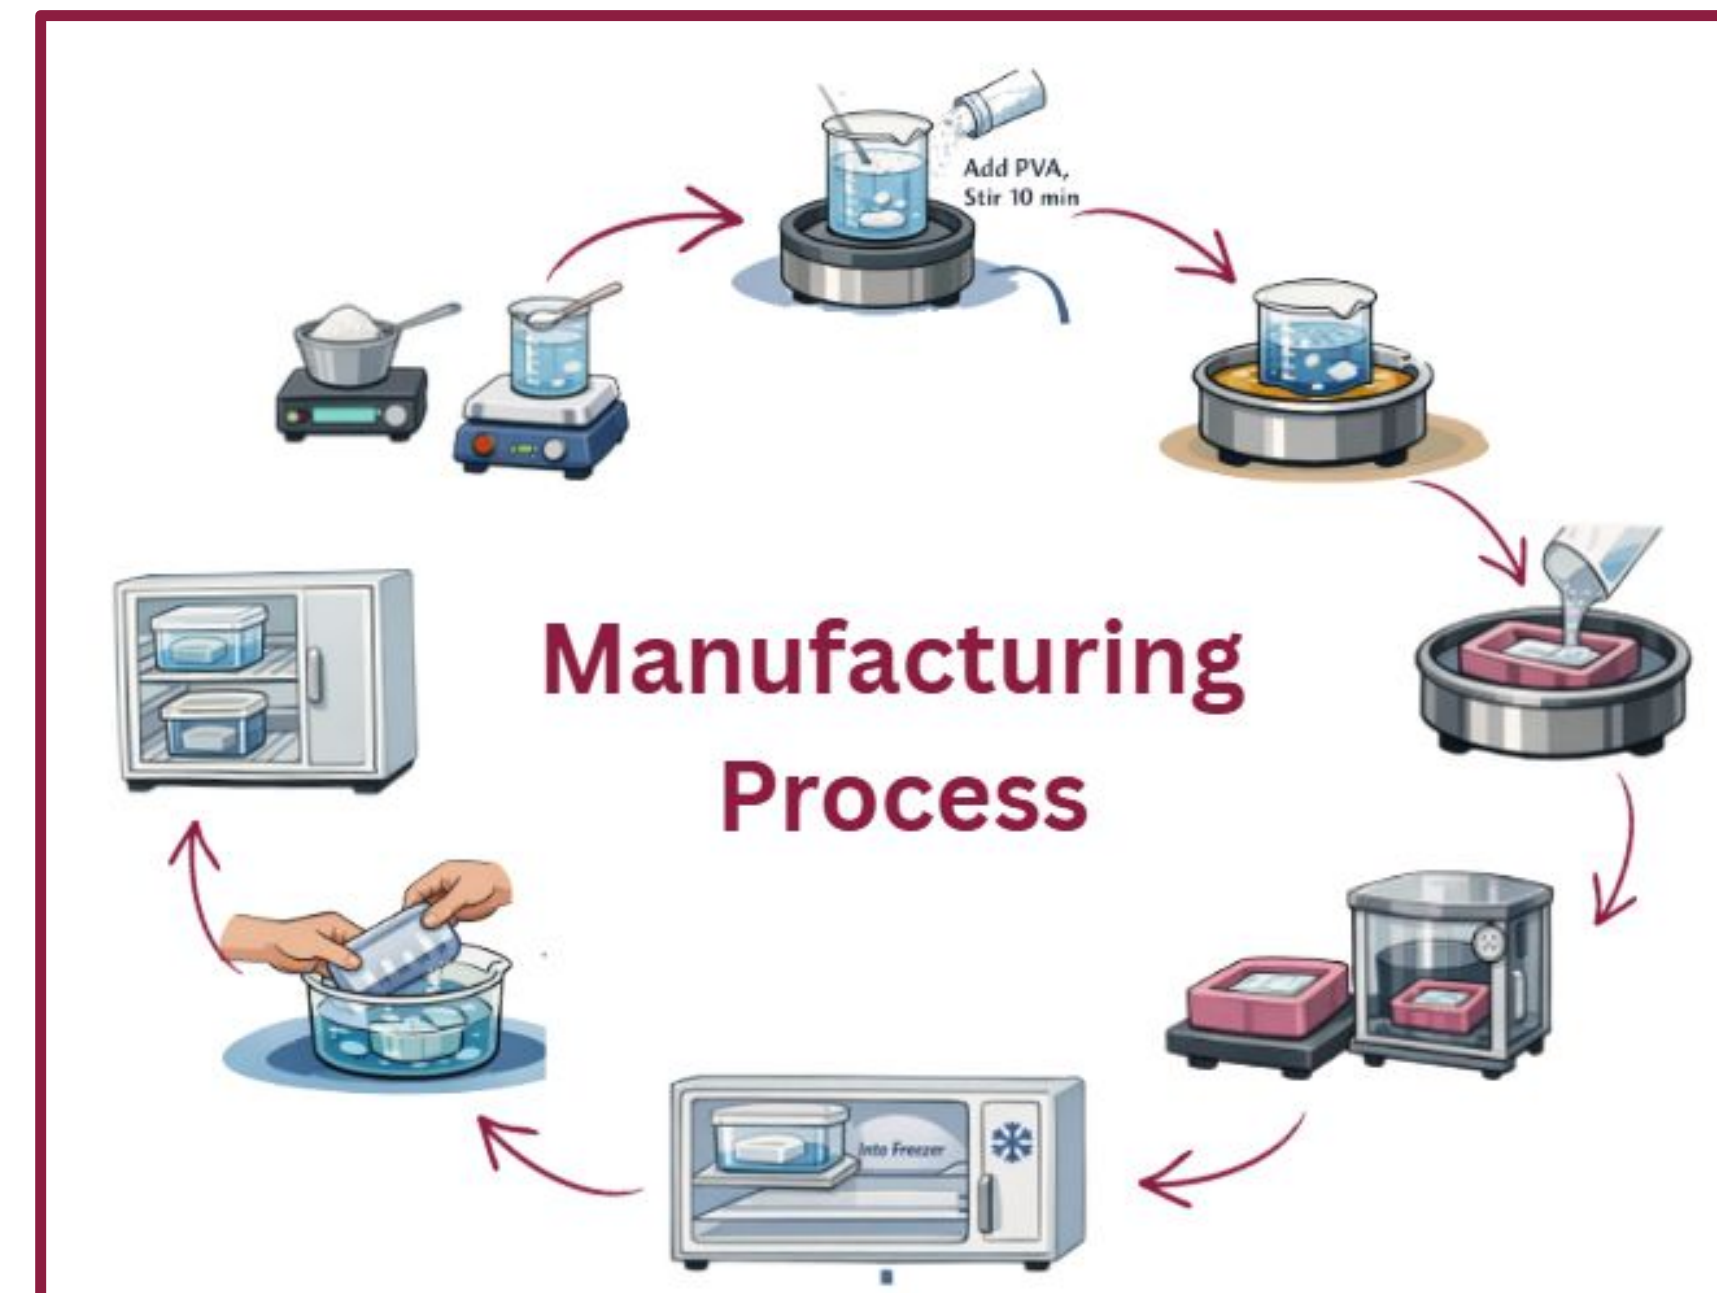 Add PVA,
Stir 10 min
Manufacturing
Process
Into Freezer